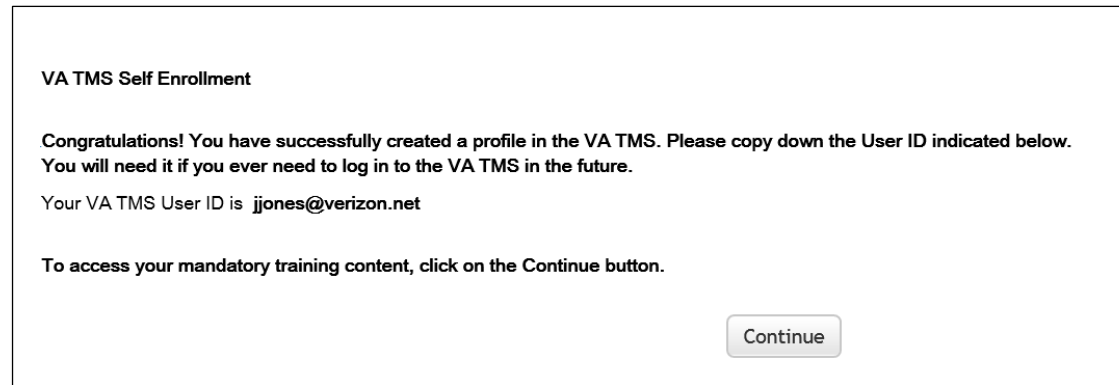 VA TMS Self Enrollment
Congratulations! You have successfully created a profile in the VA TMS. Please copy down the User ID indicated below.
You will need it if you ever need to log in to the VA TMS in the future.
Your VA TMS User ID is jjones@verizon.net
To access your mandatory training content, click on the Continue button.
Continue